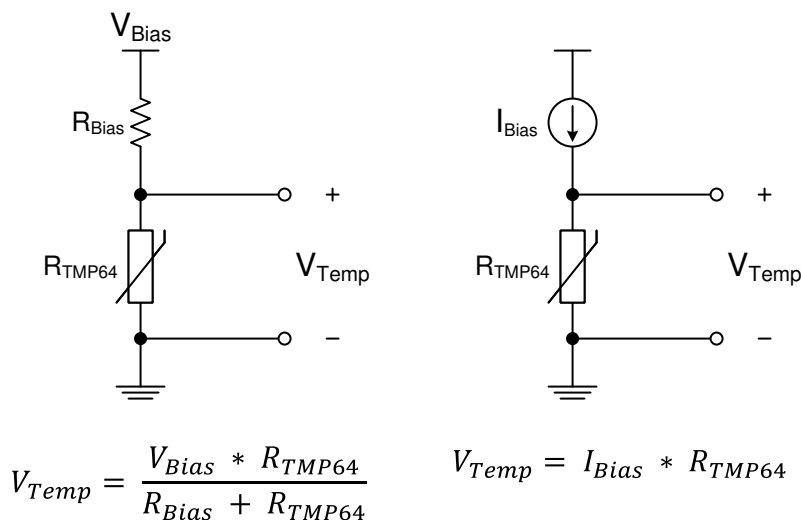 V_Bias
R_Bias
+
R_TMP64
V_Temp
−
V_Temp = V_Bias * R_TMP64 / R_Bias + R_TMP64
I_Bias
+
R_TMP64
V_Temp
−
V_Temp = I_Bias * R_TMP64